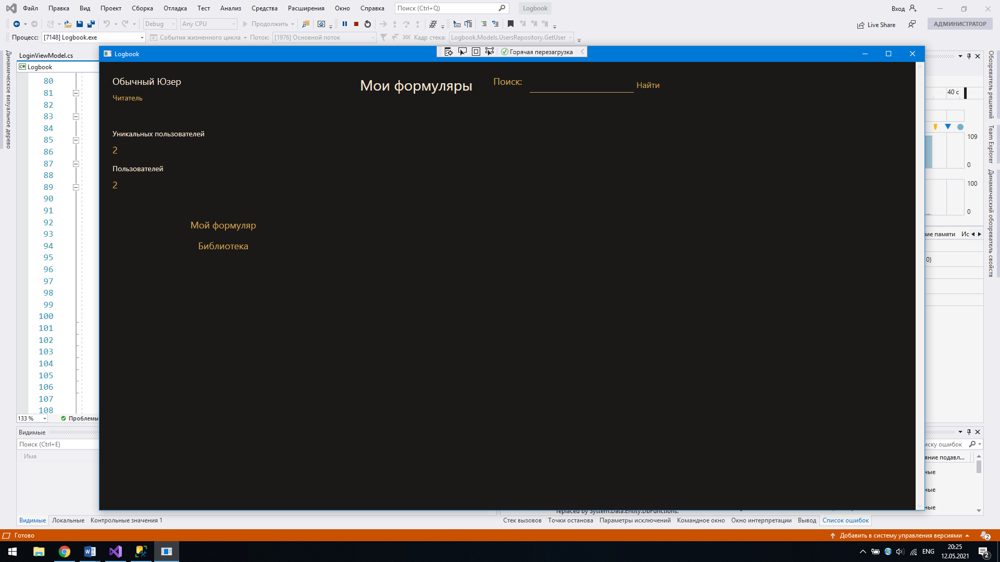 Файл Правка Вид Проект Сборка Отладка Тест Анализ Средства Расширения Окно Справка Поиск (Ctrl+Q) Logbook Вход
Debug Any CPU Продолжить Live Share АДМИНИСТРАТОР
Процесс: [7148] Logbook.exe События жизненного цикла Поток: [1976] Основной поток Кадр стека: Logbook.Models.UsersRepository.GetUser
Динамическое визуальное дерево
LoginViewModel.cs
Logbook
80
81
82
83
84
85
86
87
88
89
90
91
92
93
94
95
96
97
98
99
100
101
102
103
104
105
106
107
108
133 % Проблемы
Logbook
Горячая перезагрузка
Обычный Юзер
Читатель
Мои формуляры
Поиск:
Найти
Уникальных пользователей
2
Пользователей
2
Мой формуляр
Библиотека
40 с
109
0
100
0
ие памяти Ис
0)
Обозреватель решений
Team Explorer
Динамический обозреватель свойств
Видимые
Поиск (Ctrl+E)
Имя
иску ошибок
яние подавл...
ные
ные
ные
replaced by System.Data.Entity.DbFunctions.
Видимые Локальные Контрольные значения 1
Стек вызовов Точки останова Параметры исключений Командное окно Окно интерпретации Вывод Список ошибок
Готово
Добавить в систему управления версиями 2
ENG
20:25
12.05.2021
2